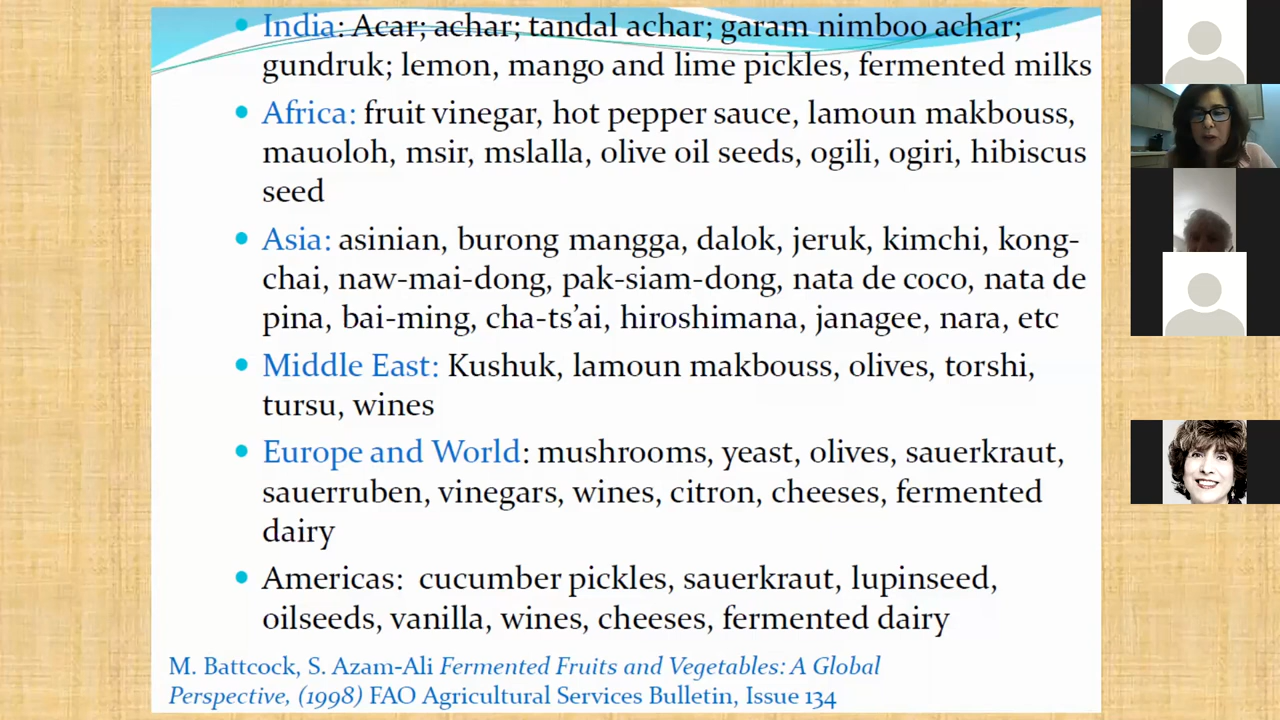 India: Acar; achar; tandal achar; garam nimboo achar;
gundruk; lemon, mango and lime pickles, fermented milks
Africa: fruit vinegar, hot pepper sauce, lamoun makbouss,
mauoloh, msir, mslalla, olive oil seeds, ogili, ogiri, hibiscus
seed
Asia: asinian, burong mangga, dalok, jeruk, kimchi, kong-
chai, naw-mai-dong, pak-siam-dong, nata de coco, nata de
pina, bai-ming, cha-ts’ai, hiroshimana, janagee, nara, etc
Middle East: Kushuk, lamoun makbouss, olives, torshi,
tursu, wines
Europe and World: mushrooms, yeast, olives, sauerkraut,
sauerruben, vinegars, wines, citron, cheeses, fermented
dairy
Americas: cucumber pickles, sauerkraut, lupinseed,
oilseeds, vanilla, wines, cheeses, fermented dairy
M. Battcock, S. Azam-Ali Fermented Fruits and Vegetables: A Global
Perspective, (1998) FAO Agricultural Services Bulletin, Issue 134